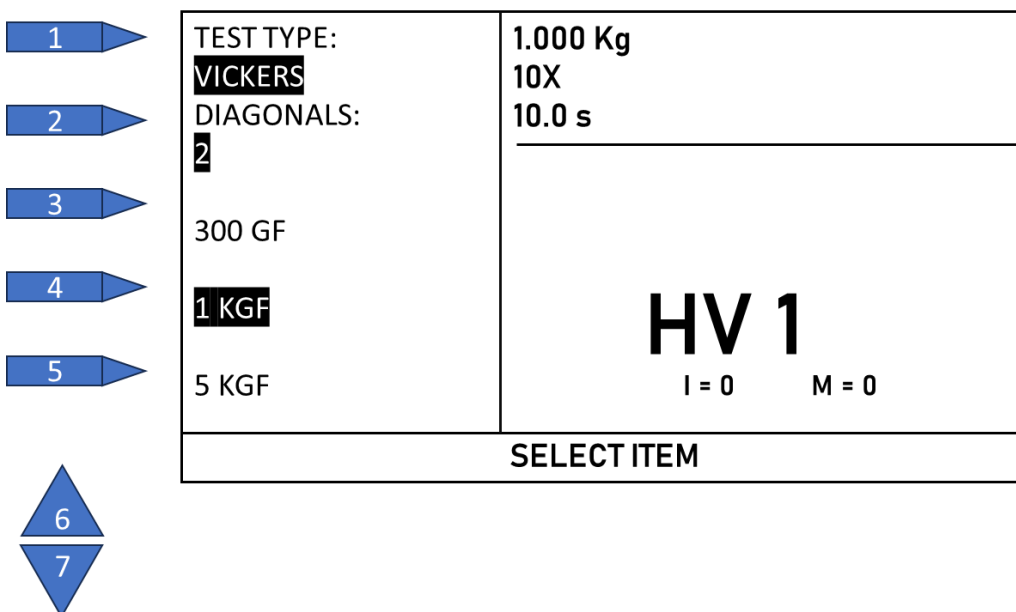 1
2
3
4
5
6
7
TEST TYPE:
VICKERS
DIAGONALS:
2
300 GF
1 KGF
5 KGF
1.000 Kg
10X
10.0 s
HV 1
I = 0 M = 0
SELECT ITEM